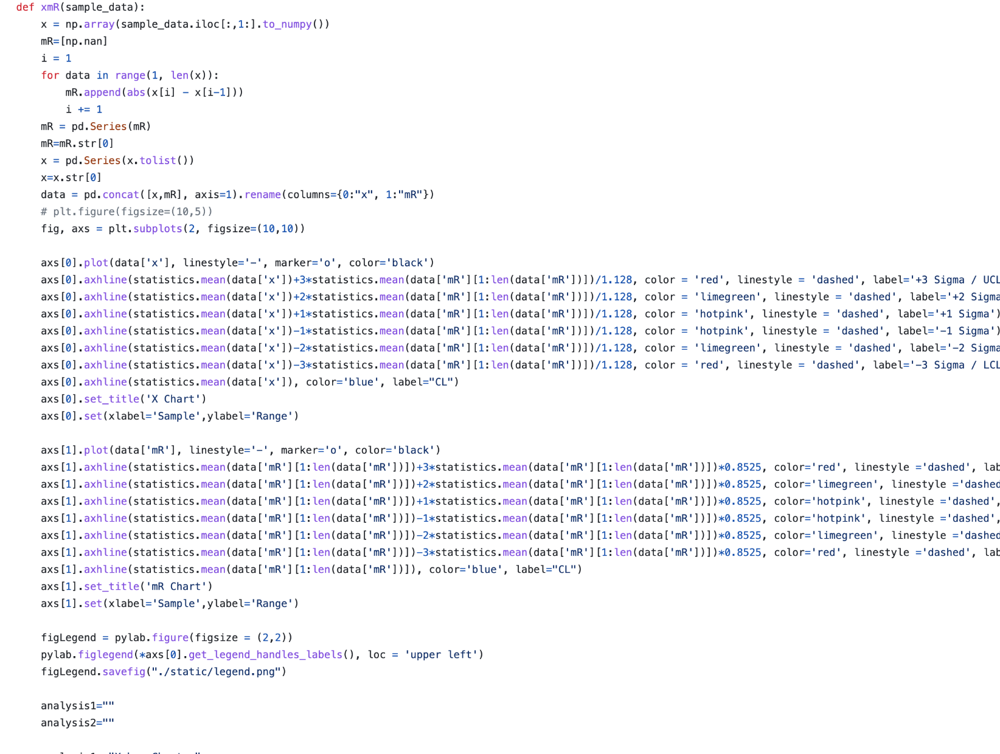 def xmR(sample_data):
    x = np.array(sample_data.iloc[:,1:].to_numpy())
    mR=[np.nan]
    i = 1
    for data in range(1, len(x)):
        mR.append(abs(x[i] - x[i-1]))
        i += 1
    mR = pd.Series(mR)
    mR=mR.str[0]
    x = pd.Series(x.tolist())
    x=x.str[0]
    data = pd.concat([x,mR], axis=1).rename(columns={0:"x", 1:"mR"})
    # plt.figure(figsize=(10,5))
    fig, axs = plt.subplots(2, figsize=(10,10))
    axs[0].plot(data['x'], linestyle='-', marker='o', color='black')
    axs[0].axhline(statistics.mean(data['x'])+3*statistics.mean(data['mR'][1:len(data['mR'])])/1.128, color = 'red', linestyle = 'dashed', label='+3 Sigma / UCL
    axs[0].axhline(statistics.mean(data['x'])+2*statistics.mean(data['mR'][1:len(data['mR'])])/1.128, color = 'limegreen', linestyle = 'dashed', label='+2 Sigma
    axs[0].axhline(statistics.mean(data['x'])+1*statistics.mean(data['mR'][1:len(data['mR'])])/1.128, color = 'hotpink', linestyle = 'dashed', label='+1 Sigma')
    axs[0].axhline(statistics.mean(data['x'])-1*statistics.mean(data['mR'][1:len(data['mR'])])/1.128, color = 'hotpink', linestyle = 'dashed', label='-1 Sigma')
    axs[0].axhline(statistics.mean(data['x'])-2*statistics.mean(data['mR'][1:len(data['mR'])])/1.128, color = 'limegreen', linestyle = 'dashed', label='-2 Sigma
    axs[0].axhline(statistics.mean(data['x'])-3*statistics.mean(data['mR'][1:len(data['mR'])])/1.128, color = 'red', linestyle = 'dashed', label='-3 Sigma / LCL
    axs[0].axhline(statistics.mean(data['x']), color='blue', label="CL")
    axs[0].set_title('X Chart')
    axs[0].set(xlabel='Sample',ylabel='Range')
    axs[1].plot(data['mR'], linestyle='-', marker='o', color='black')
    axs[1].axhline(statistics.mean(data['mR'][1:len(data['mR'])])+3*statistics.mean(data['mR'][1:len(data['mR'])])*0.8525, color='red', linestyle ='dashed', lab
    axs[1].axhline(statistics.mean(data['mR'][1:len(data['mR'])])+2*statistics.mean(data['mR'][1:len(data['mR'])])*0.8525, color='limegreen', linestyle ='dashed
    axs[1].axhline(statistics.mean(data['mR'][1:len(data['mR'])])+1*statistics.mean(data['mR'][1:len(data['mR'])])*0.8525, color='hotpink', linestyle ='dashed',
    axs[1].axhline(statistics.mean(data['mR'][1:len(data['mR'])])-1*statistics.mean(data['mR'][1:len(data['mR'])])*0.8525, color='hotpink', linestyle ='dashed',
    axs[1].axhline(statistics.mean(data['mR'][1:len(data['mR'])])-2*statistics.mean(data['mR'][1:len(data['mR'])])*0.8525, color='limegreen', linestyle ='dashed
    axs[1].axhline(statistics.mean(data['mR'][1:len(data['mR'])])-3*statistics.mean(data['mR'][1:len(data['mR'])])*0.8525, color='red', linestyle ='dashed', lab
    axs[1].axhline(statistics.mean(data['mR'][1:len(data['mR'])]), color='blue', label="CL")
    axs[1].set_title('mR Chart')
    axs[1].set(xlabel='Sample',ylabel='Range')
    figLegend = pylab.figure(figsize = (2,2))
    pylab.figlegend(*axs[0].get_legend_handles_labels(), loc = 'upper left')
    figLegend.savefig("./static/legend.png")
    analysis1=""
    analysis2=""